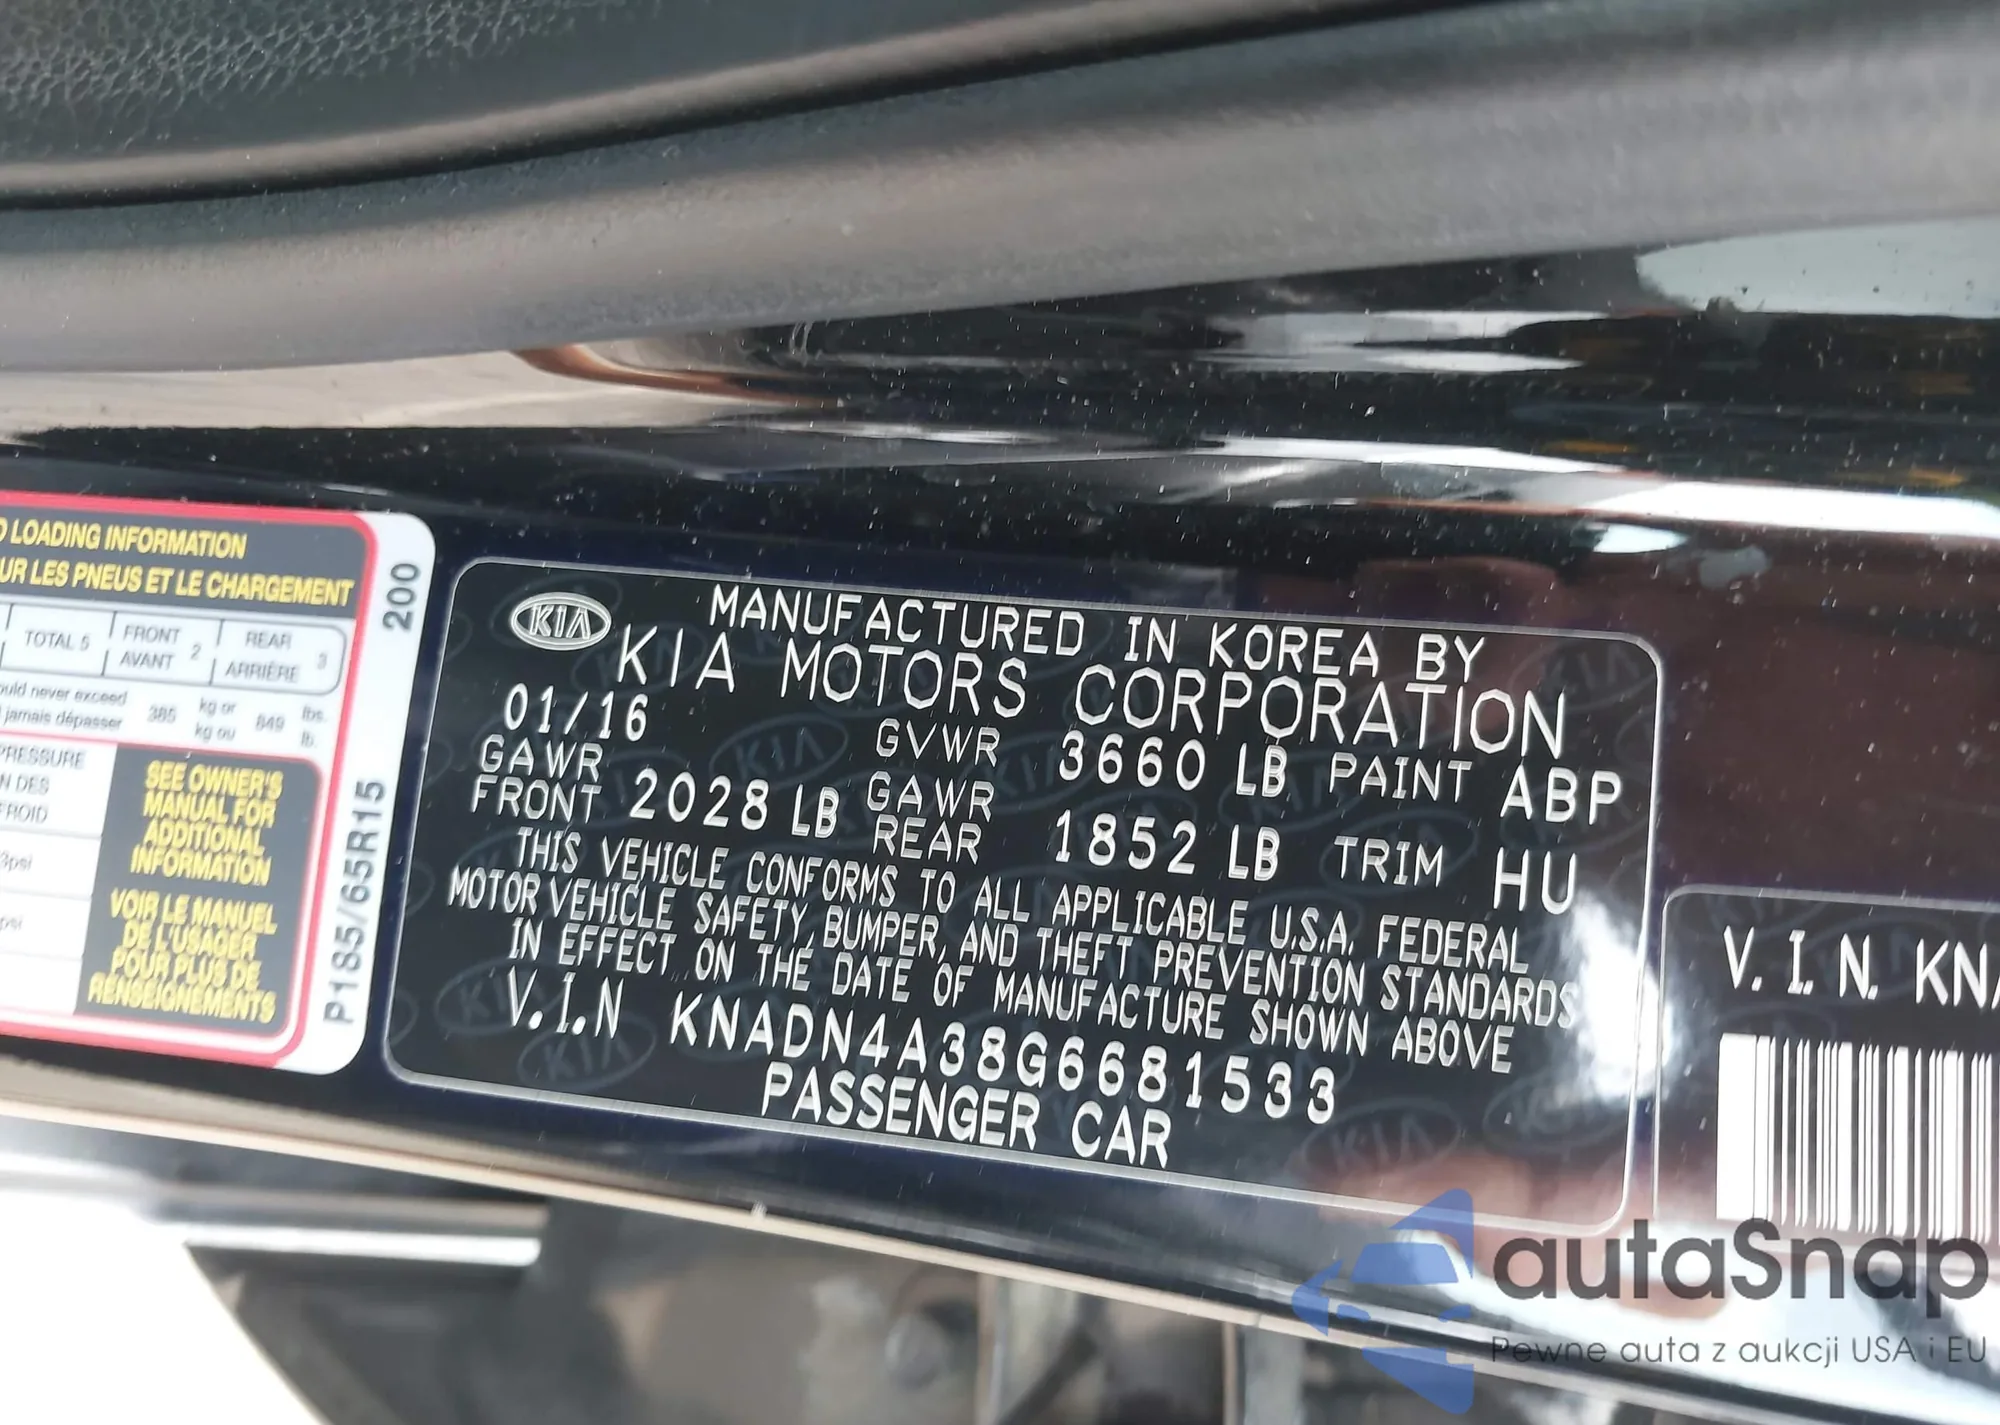 D LOADING INFORMATION
UR LES PNEUS ET LE CHARGEMENT
TOTAL 5
FRONT
AVANT
2
REAR
ARRIÈRE
3
ould never exceed
jamais dépasser
385
kg or
kg ou
849
lbs.
lb.
PRESSURE
N DES
FROID
3psi
psi
SEE OWNER'S
MANUAL FOR
ADDITIONAL
INFORMATION
VOIR LE MANUEL
DE L'USAGER
POUR PLUS DE
RENSEIGNEMENTS
200
P185/65R15
KIA
MANUFACTURED IN KOREA BY
KIA MOTORS CORPORATION
01/16 GVWR 3660 LB PAINT ABP
GAWR FRONT 2028 LB GAWR REAR 1852 LB TRIM HU
THIS VEHICLE CONFORMS TO ALL APPLICABLE U.S.A. FEDERAL
MOTOR VEHICLE SAFETY, BUMPER, AND THEFT PREVENTION STANDARDS
IN EFFECT ON THE DATE OF MANUFACTURE SHOWN ABOVE
V.I.N KNADN4A38G6681533
PASSENGER CAR
V.I.N. KNA
autaSnap
Pewne auta z aukcji USA i EU